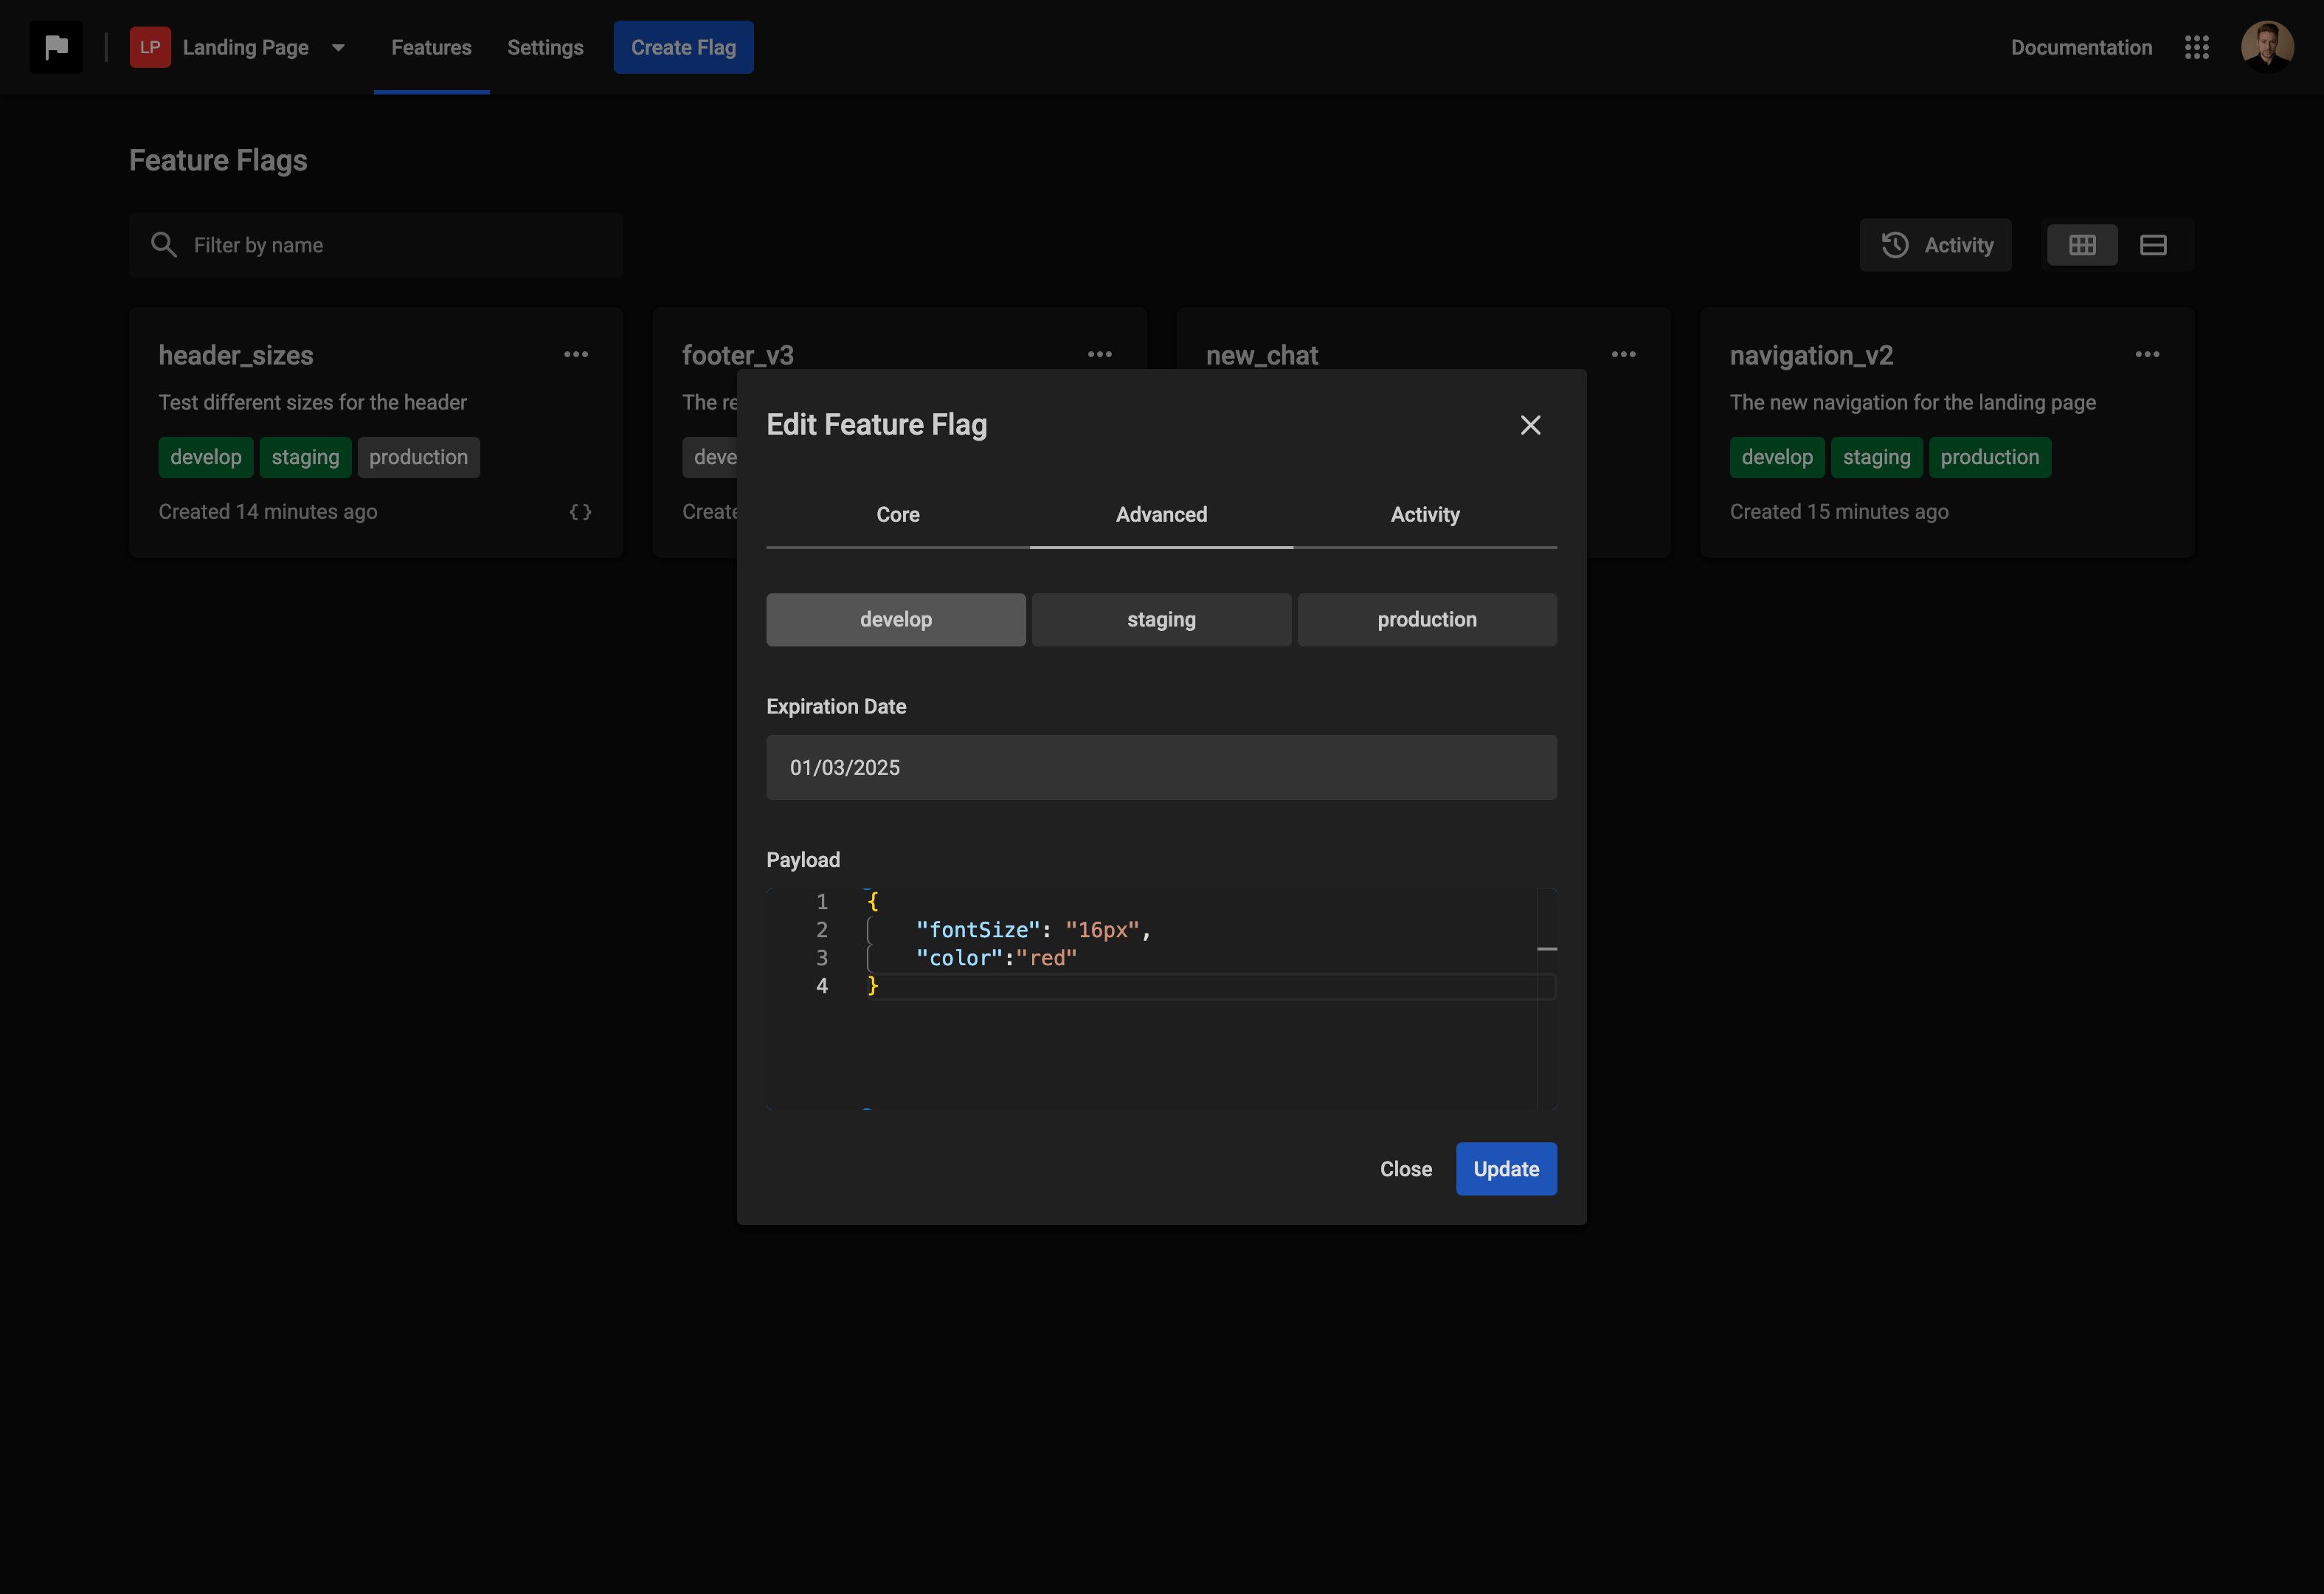 LP Landing Page Features Settings Create Flag Documentation
Feature Flags
Filter by name
Activity
header_sizes
Test different sizes for the header
develop staging production
Created 14 minutes ago
footer_v3
The re
deve
Create
new_chat
navigation_v2
The new navigation for the landing page
develop staging production
Created 15 minutes ago
Edit Feature Flag
Core Advanced Activity
develop staging production
Expiration Date
01/03/2025
Payload
1 {
2 "fontSize": "16px",
3 "color":"red"
4 }
Close Update